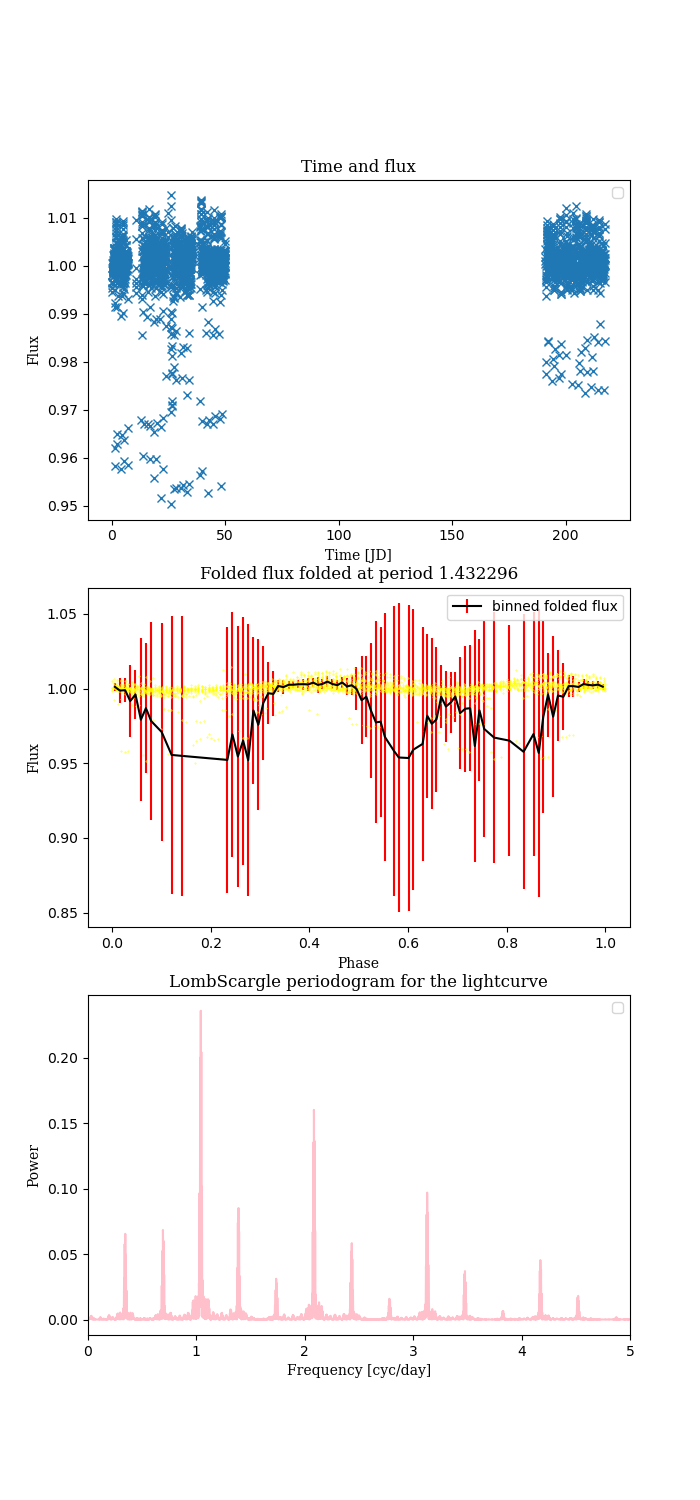 Time and flux
1.01
1.00
0.99
0.98
0.97
0.96
0.95
Flux
0 50 100 150 200
Time [JD]
Folded flux folded at period 1.432296
binned folded flux
1.05
1.00
0.95
0.90
0.85
Flux
0.0 0.2 0.4 0.6 0.8 1.0
Phase
LombScargle periodogram for the lightcurve
0.20
0.15
0.10
0.05
0.00
Power
0 1 2 3 4 5
Frequency [cyc/day]